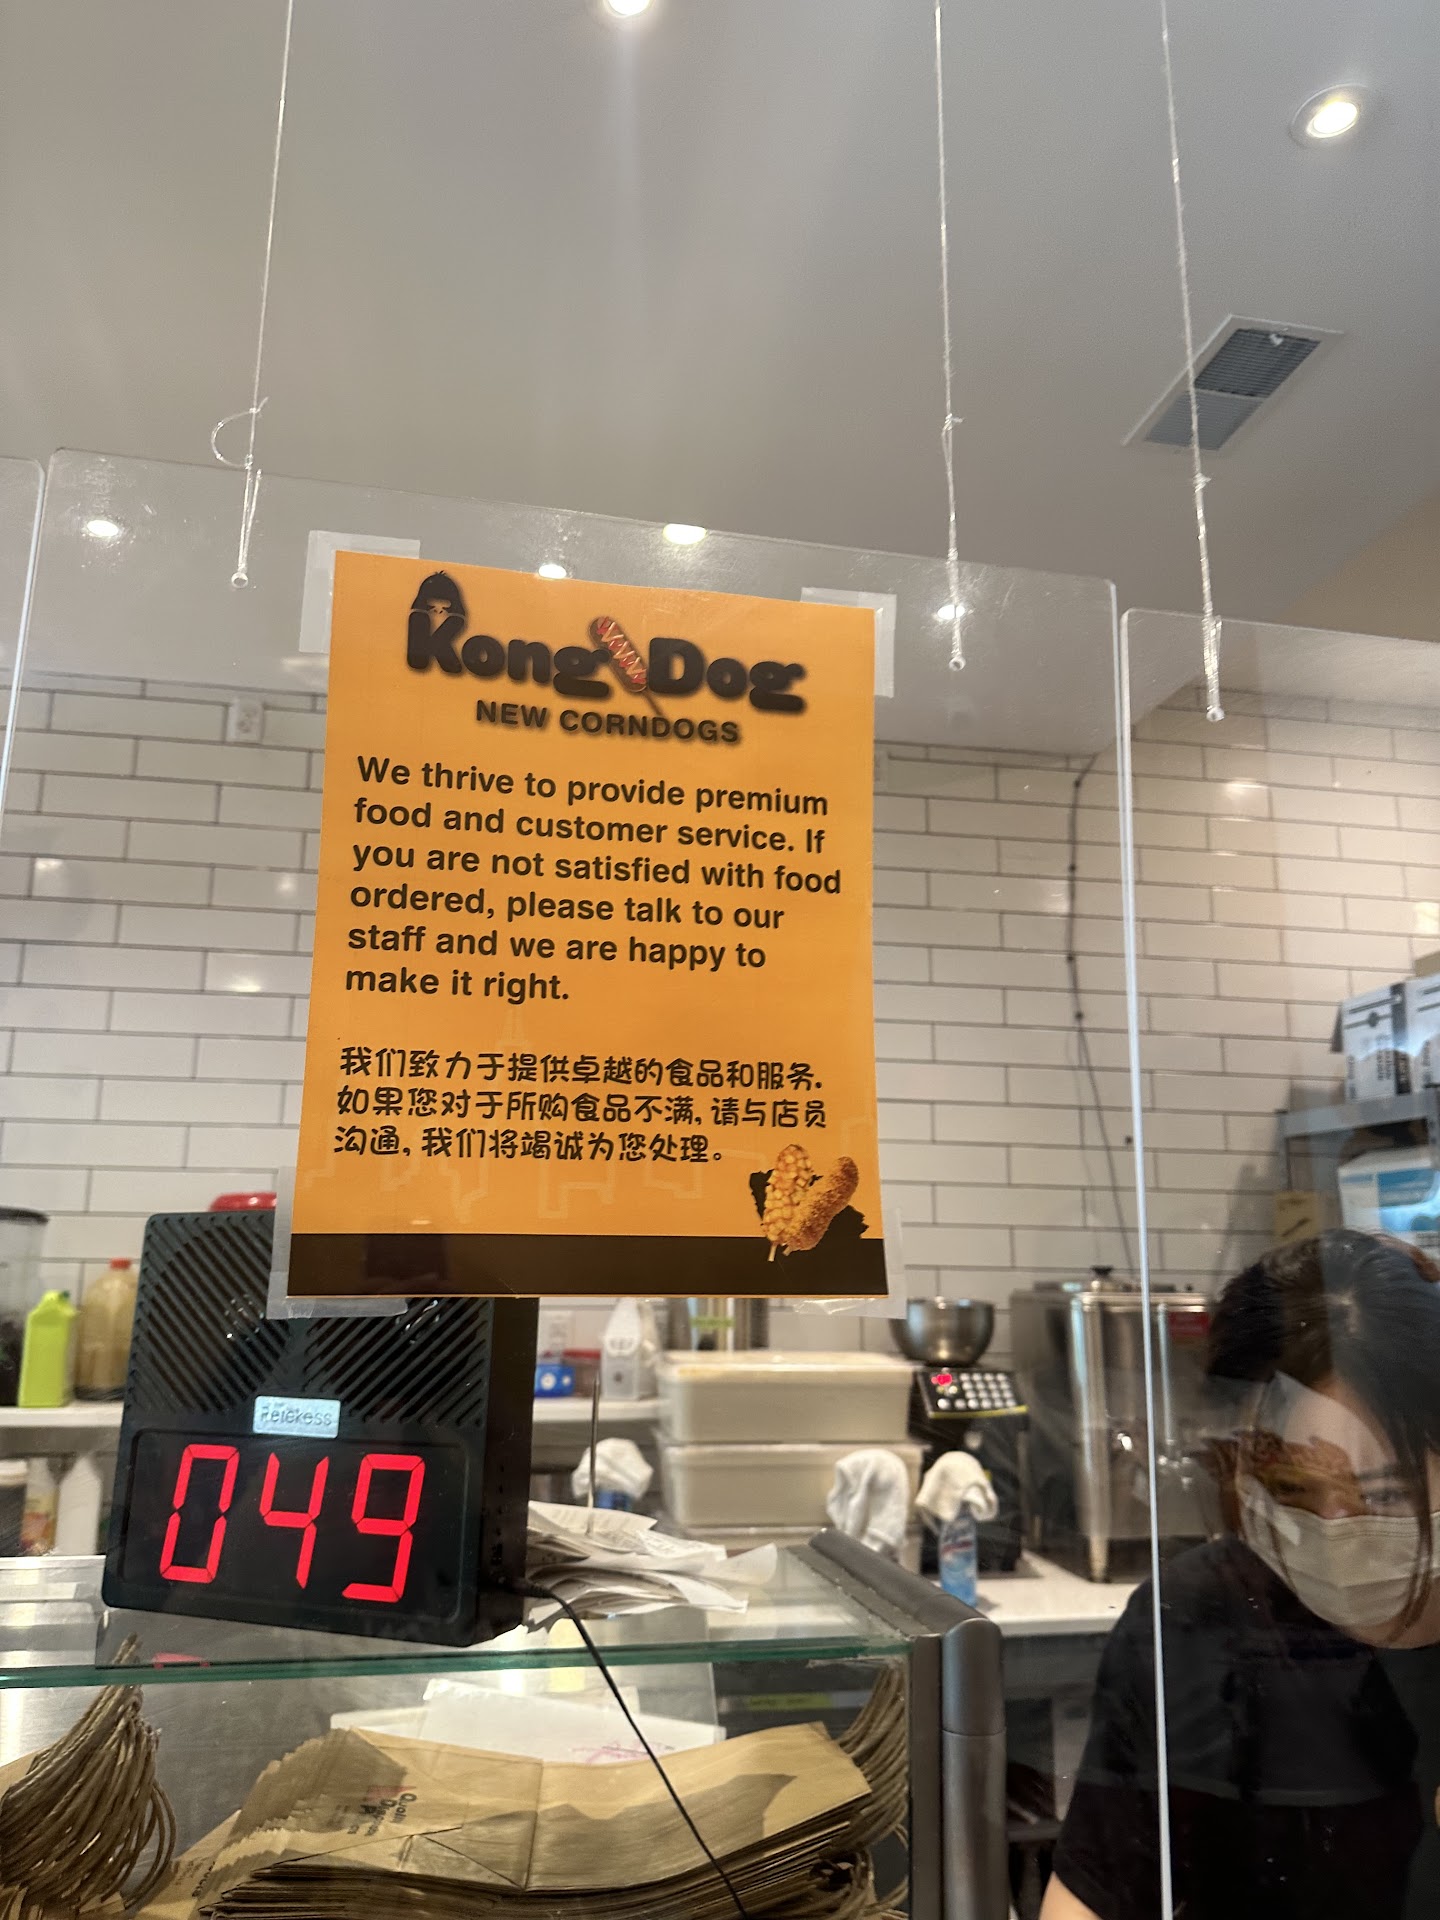 Kong Dog
NEW CORNDOGS
We thrive to provide premium
food and customer service. If
you are not satisfied with food
ordered, please talk to our
staff and we are happy to
make it right.
我们致力于提供卓越的食品和服务.
如果您对于所购食品不满, 请与店员
沟通, 我们将竭诚为您处理。
Retekess
049